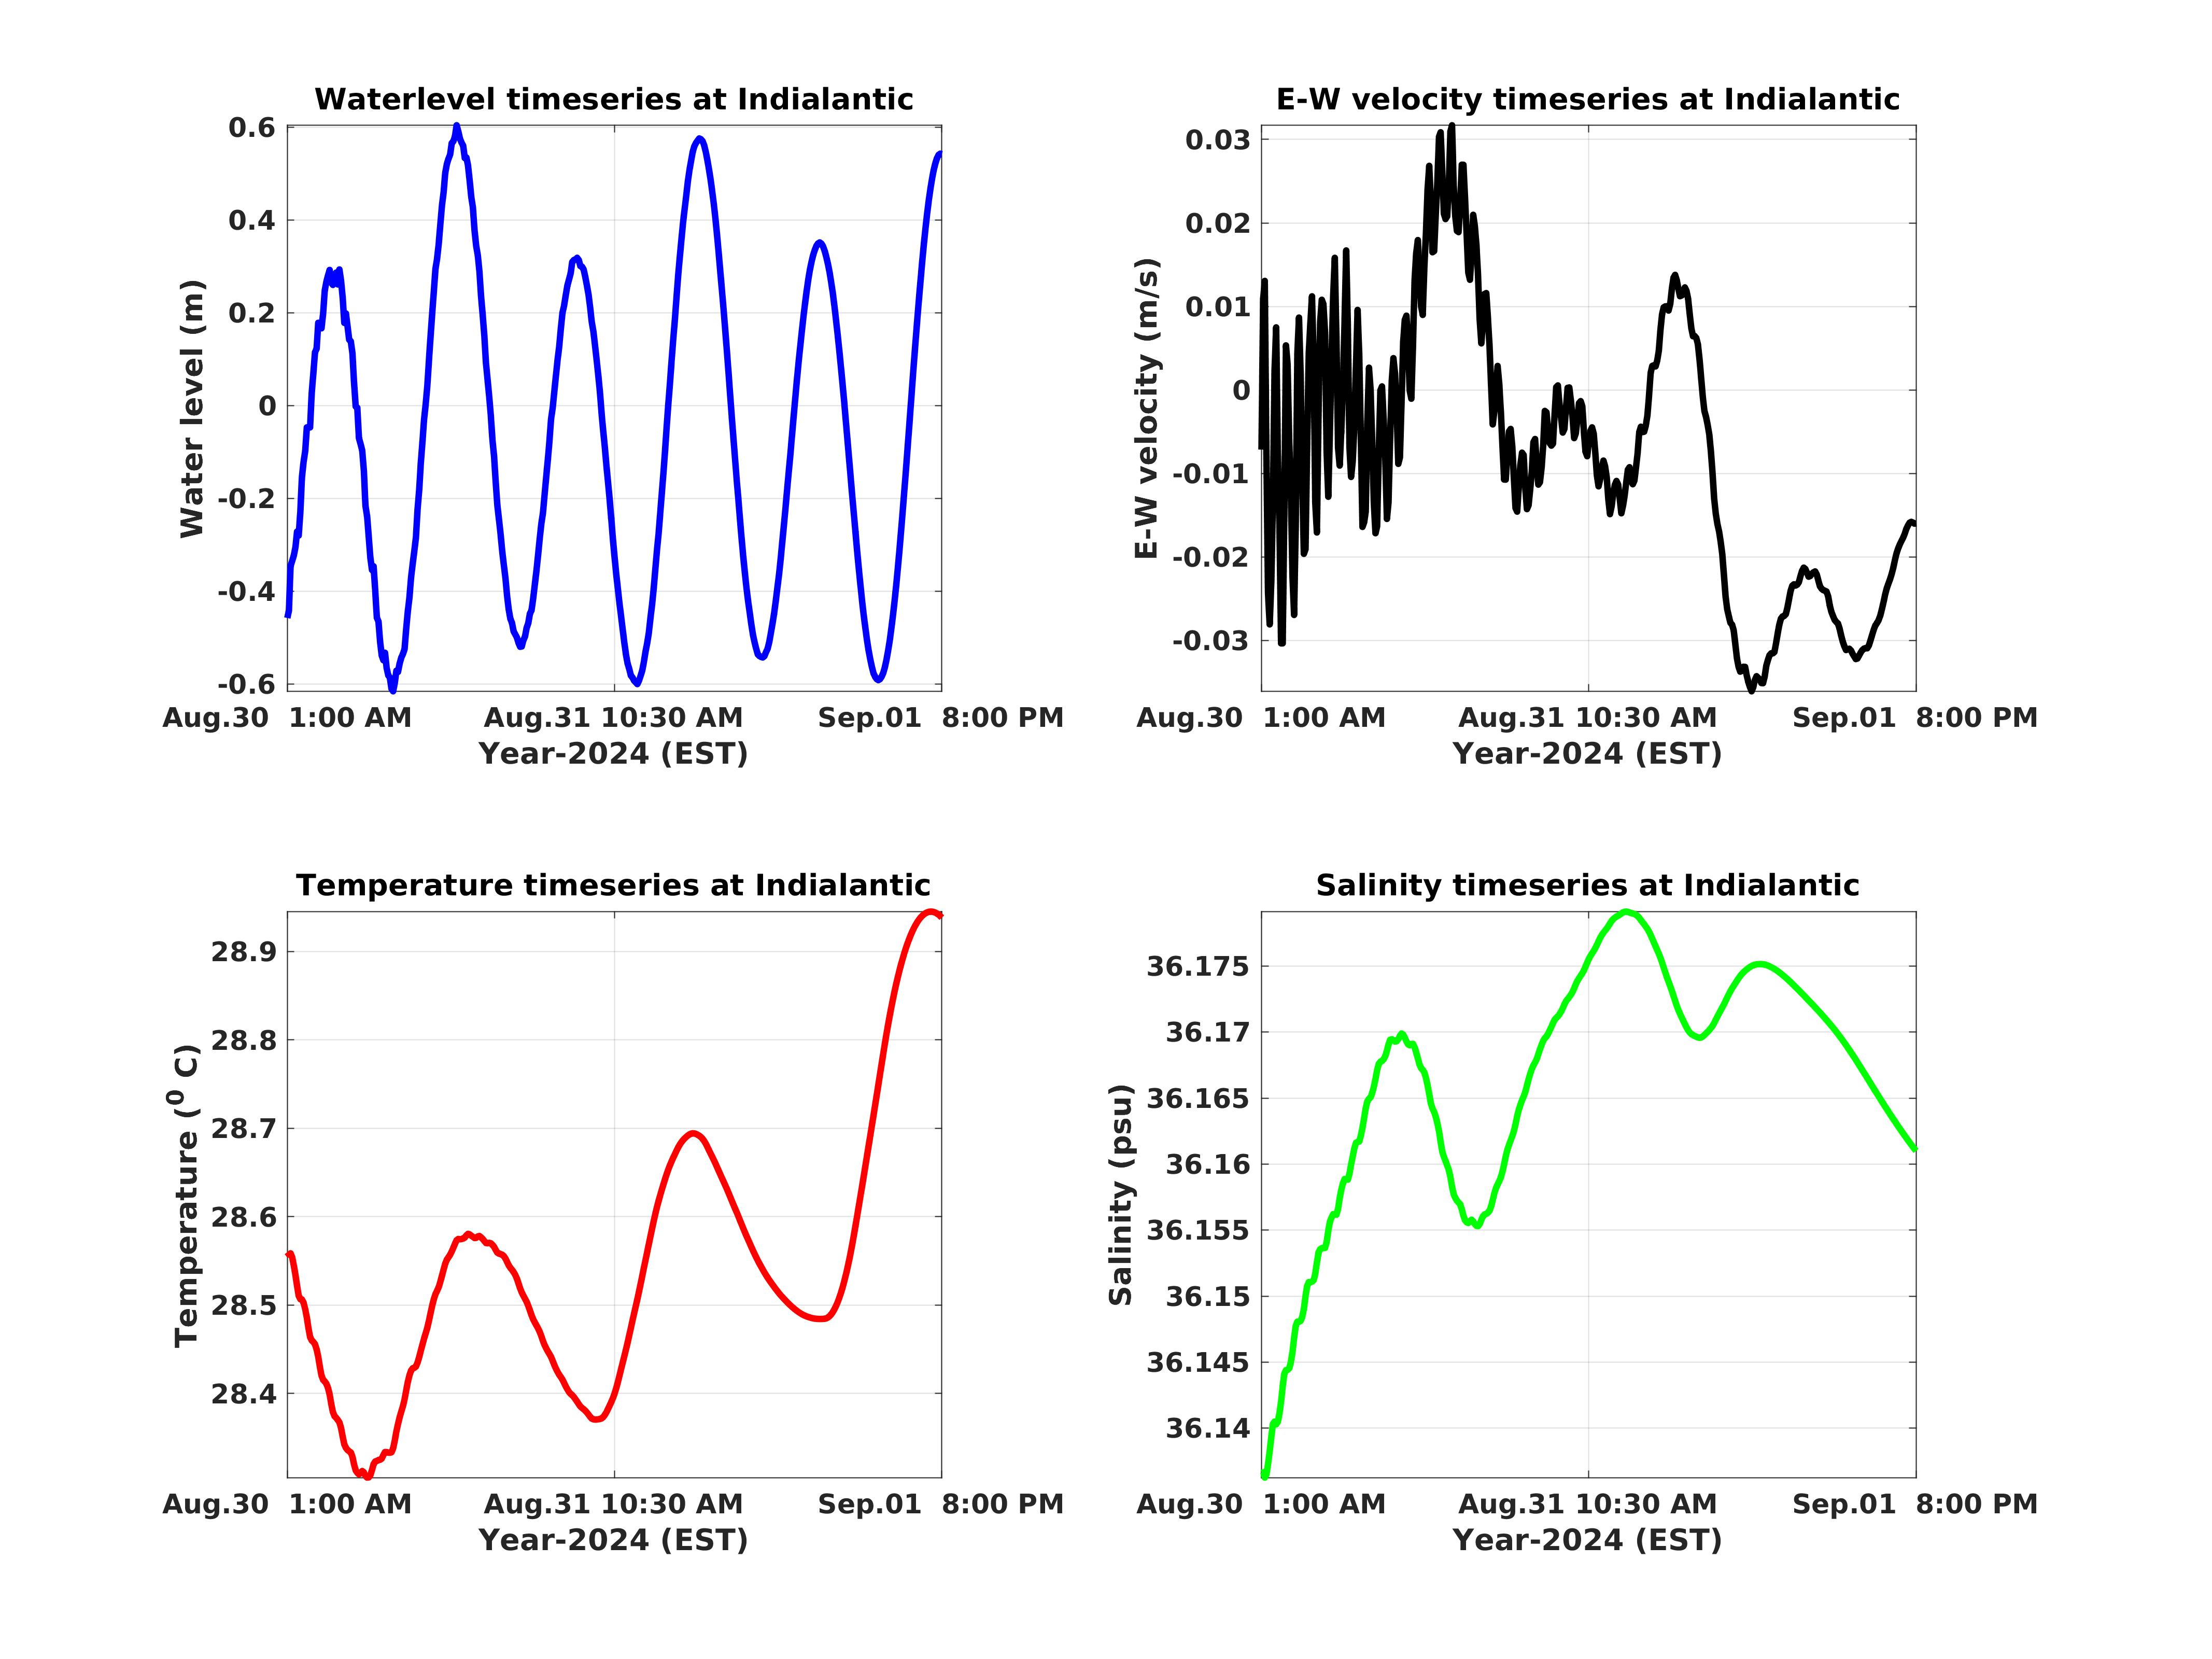 Waterlevel timeseries at Indialantic
0.6
0.4
0.2
0
-0.2
-0.4
-0.6
Water level (m)
Aug.30  1:00 AM
Aug.31 10:30 AM
Sep.01  8:00 PM
Year-2024 (EST)
E-W velocity timeseries at Indialantic
0.03
0.02
0.01
0
-0.01
-0.02
-0.03
E-W velocity (m/s)
Aug.30  1:00 AM
Aug.31 10:30 AM
Sep.01  8:00 PM
Year-2024 (EST)
Temperature timeseries at Indialantic
28.9
28.8
28.7
28.6
28.5
28.4
Temperature (⁰ C)
Aug.30  1:00 AM
Aug.31 10:30 AM
Sep.01  8:00 PM
Year-2024 (EST)
Salinity timeseries at Indialantic
36.175
36.17
36.165
36.16
36.155
36.15
36.145
36.14
Salinity (psu)
Aug.30  1:00 AM
Aug.31 10:30 AM
Sep.01  8:00 PM
Year-2024 (EST)